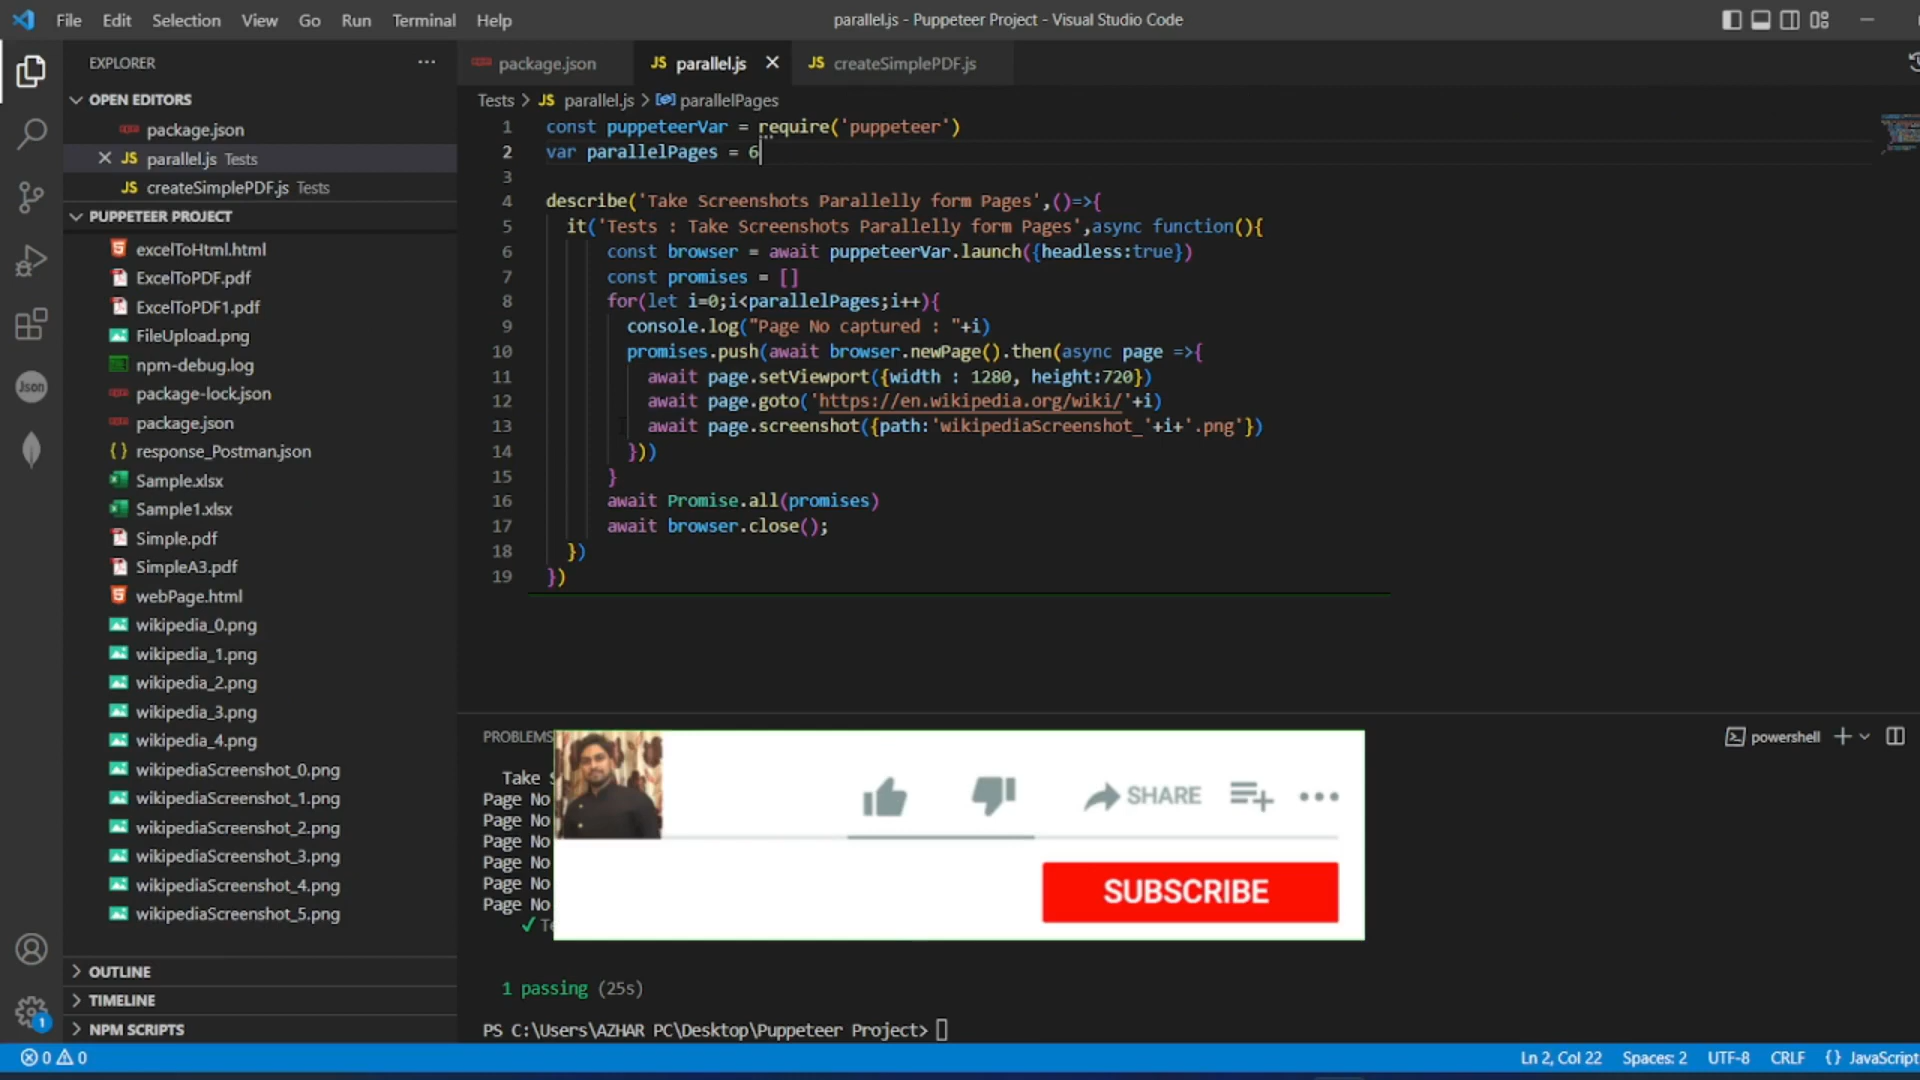 File Edit Selection View Go Run Terminal Help
parallel.js - Puppeteer Project - Visual Studio Code
EXPLORER
OPEN EDITORS
package.json
parallel.js Tests
createSimplePDF.js Tests
PUPPETEER PROJECT
excelToHtml.html
ExcelToPDF.pdf
ExcelToPDF1.pdf
FileUpload.png
npm-debug.log
package-lock.json
package.json
response_Postman.json
Sample.xlsx
Sample1.xlsx
Simple.pdf
SimpleA3.pdf
webPage.html
wikipedia_0.png
wikipedia_1.png
wikipedia_2.png
wikipedia_3.png
wikipedia_4.png
wikipediaScreenshot_0.png
wikipediaScreenshot_1.png
wikipediaScreenshot_2.png
wikipediaScreenshot_3.png
wikipediaScreenshot_4.png
wikipediaScreenshot_5.png
OUTLINE
TIMELINE
NPM SCRIPTS
package.json
JS parallel.js
JS createSimplePDF.js
Tests > JS parallel.js > parallelPages
1 const puppeteerVar = require('puppeteer')
2 var parallelPages = 6
3
4 describe('Take Screenshots Parallelly form Pages',()=>{
5 it('Tests : Take Screenshots Parallelly form Pages',async function(){
6 const browser = await puppeteerVar.launch({headless:true})
7 const promises = []
8 for(let i=0;i<parallelPages;i++){
9 console.log("Page No captured : "+i)
10 promises.push(await browser.newPage().then(async page =>{
11 await page.setViewport({width : 1280, height:720})
12 await page.goto('https://en.wikipedia.org/wiki/'+i)
13 await page.screenshot({path:'wikipediaScreenshot_'+i+'.png'})
14 }))
15 }
16 await Promise.all(promises)
17 await browser.close();
18 })
19 })
PROBLEMS
powershell
Take
Page No
Page No
Page No
Page No
Page No
Page No
SHARE
SUBSCRIBE
1 passing (25s)
PS C:\Users\AZHAR PC\Desktop\Puppeteer Project>
0 0
Ln 2, Col 22 Spaces: 2 UTF-8 CRLF {} JavaScript
Json
1